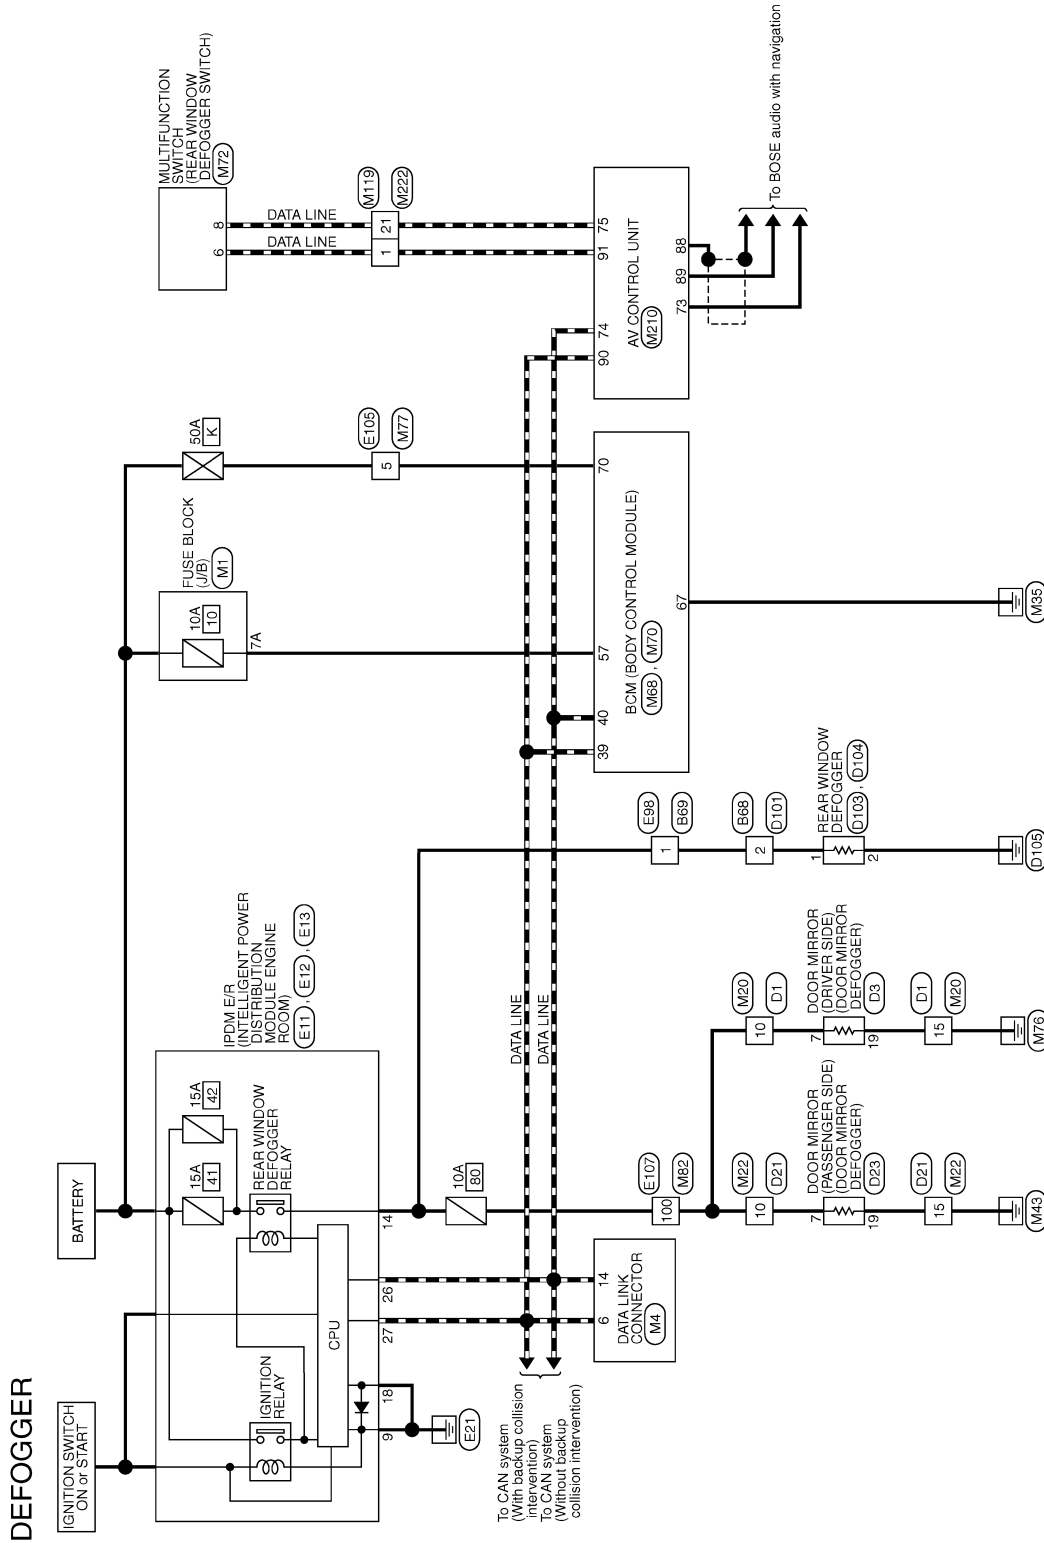 DEFOGGER
IGNITION SWITCH
ON or START
BATTERY
IGNITION
RELAY
CPU
15A
41
15A
42
REAR WINDOW
DEFOGGER
RELAY
IPDM E/R
(INTELLIGENT POWER
DISTRIBUTION
MODULE ENGINE
ROOM)
E11 , E12 , E13
9
18
27
26
14
E21
10A
80
FUSE BLOCK
(J/B)
M1
10A
10
7A
50A
K
E105
5
M77
MULTIFUNCTION
SWITCH
(REAR WINDOW
DEFOGGER SWITCH)
M72
6
8
DATA LINE
DATA LINE
M119
1
21
M222
To CAN system
(With backup collision
intervention)
To CAN system
(Without backup
collision intervention)
DATA LINE
DATA LINE
6
14
DATA LINK
CONNECTOR
M4
E107
100
M82
M22
10
D21
7
DOOR MIRROR
(PASSENGER SIDE)
(DOOR MIRROR
DEFOGGER)
D23
19
D21
15
M22
M43
M20
10
D1
7
DOOR MIRROR
(DRIVER SIDE)
(DOOR MIRROR
DEFOGGER)
D3
19
D1
15
M20
M76
E98
1
B69
B68
2
D101
1
REAR WINDOW
DEFOGGER
D103 , D104
2
D105
39
40
57
70
BCM (BODY CONTROL MODULE)
M68 , M70
67
M35
90
74
91
75
AV CONTROL UNIT
M210
73
89
88
To BOSE audio with navigation